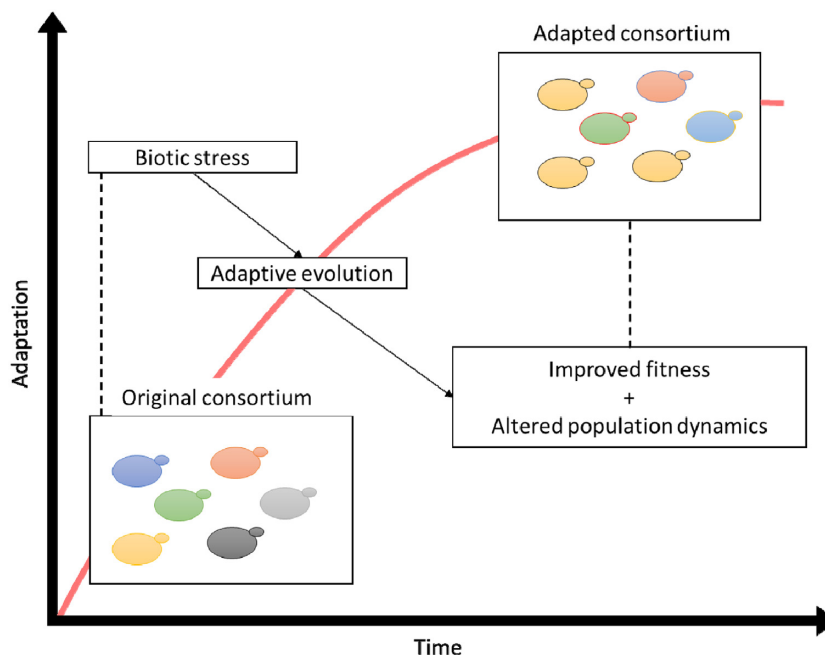 Adapted consortium
Biotic stress
Adaptive evolution
Improved fitness
+
Altered population dynamics
Original consortium
Adaptation
Time